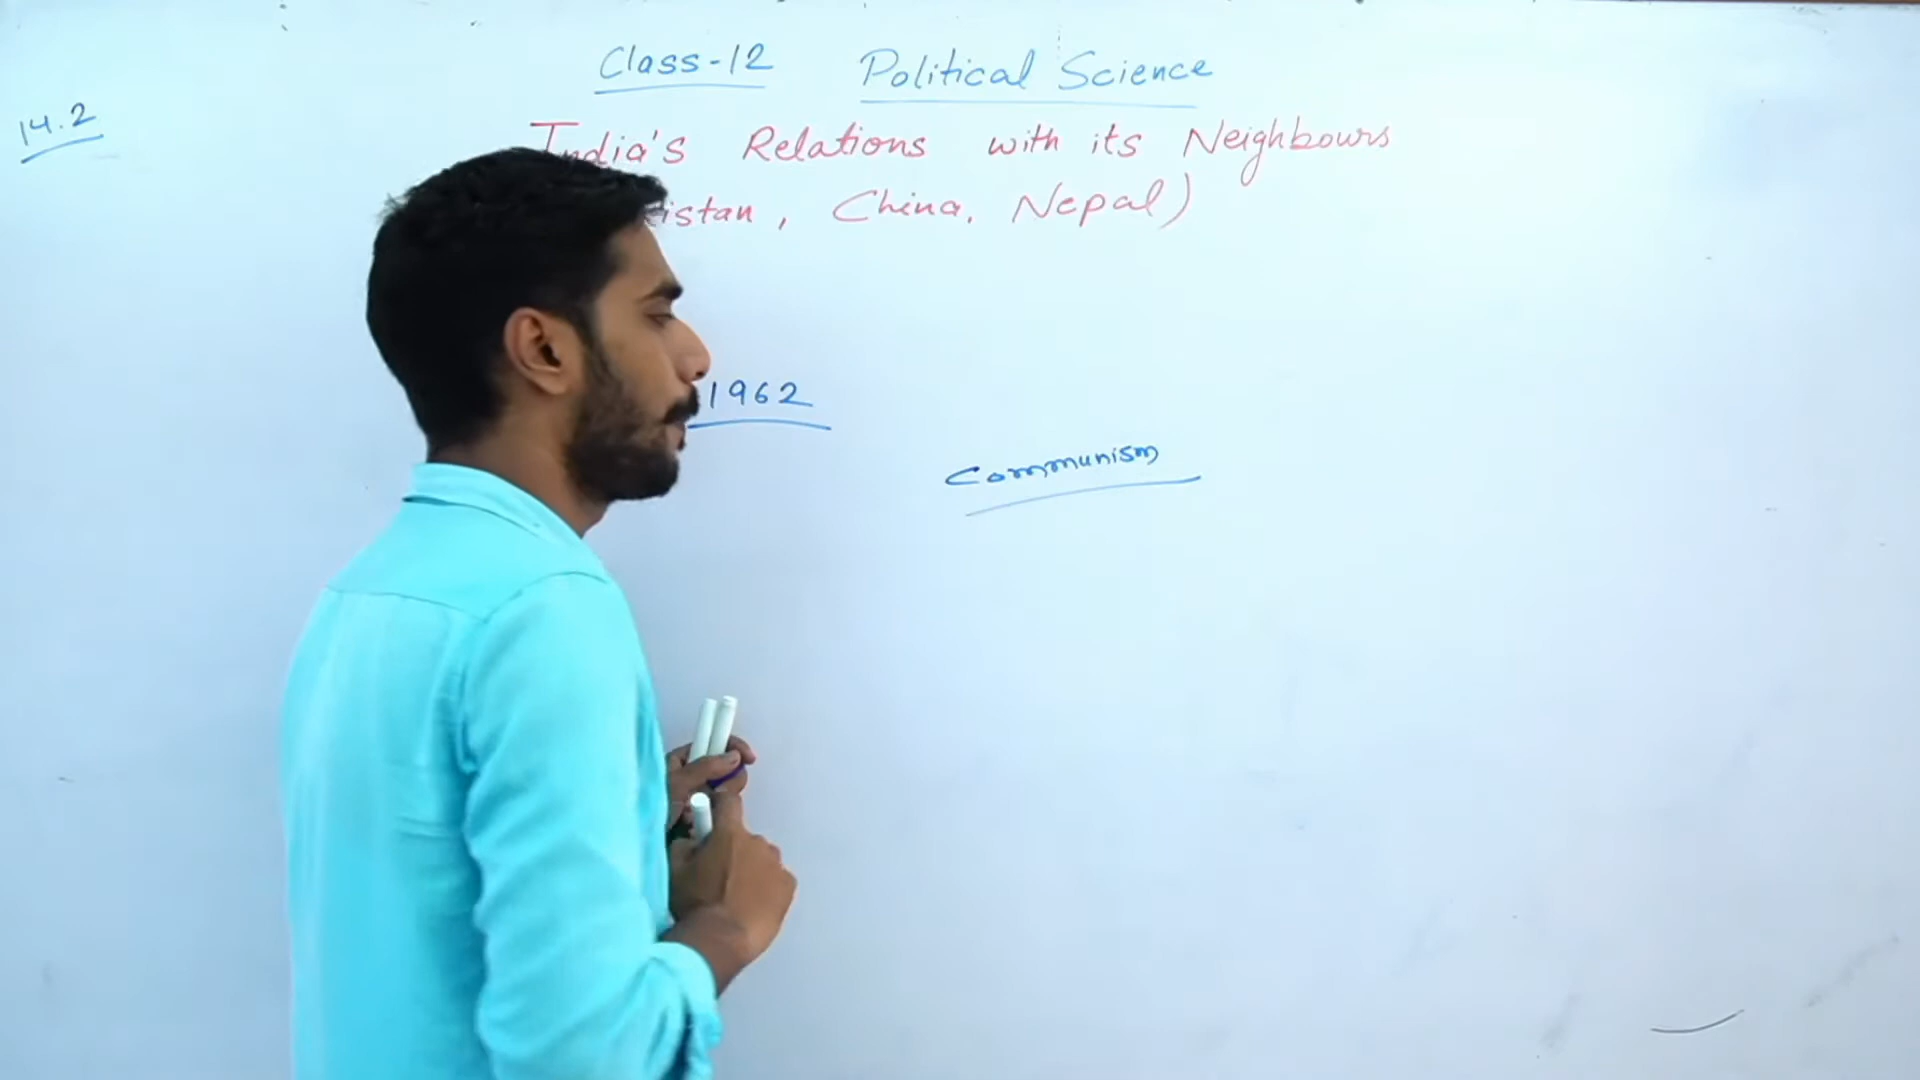 Class-12 Political Science
14.2
India's Relations with its Neighbours
istan, China, Nepal)
1962
Communism